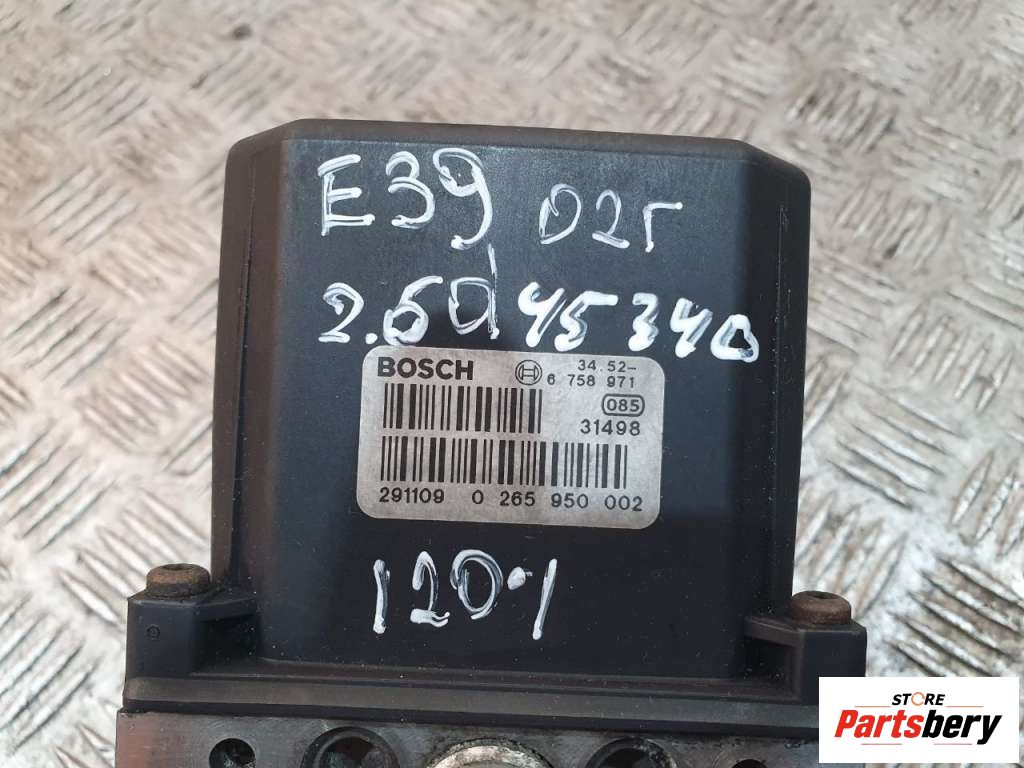 E39 02г
2.5d 45340
BOSCH 34.52-
6 758 971
085
31498
291109 0 265 950 002
120.1
STORE
Partsbery